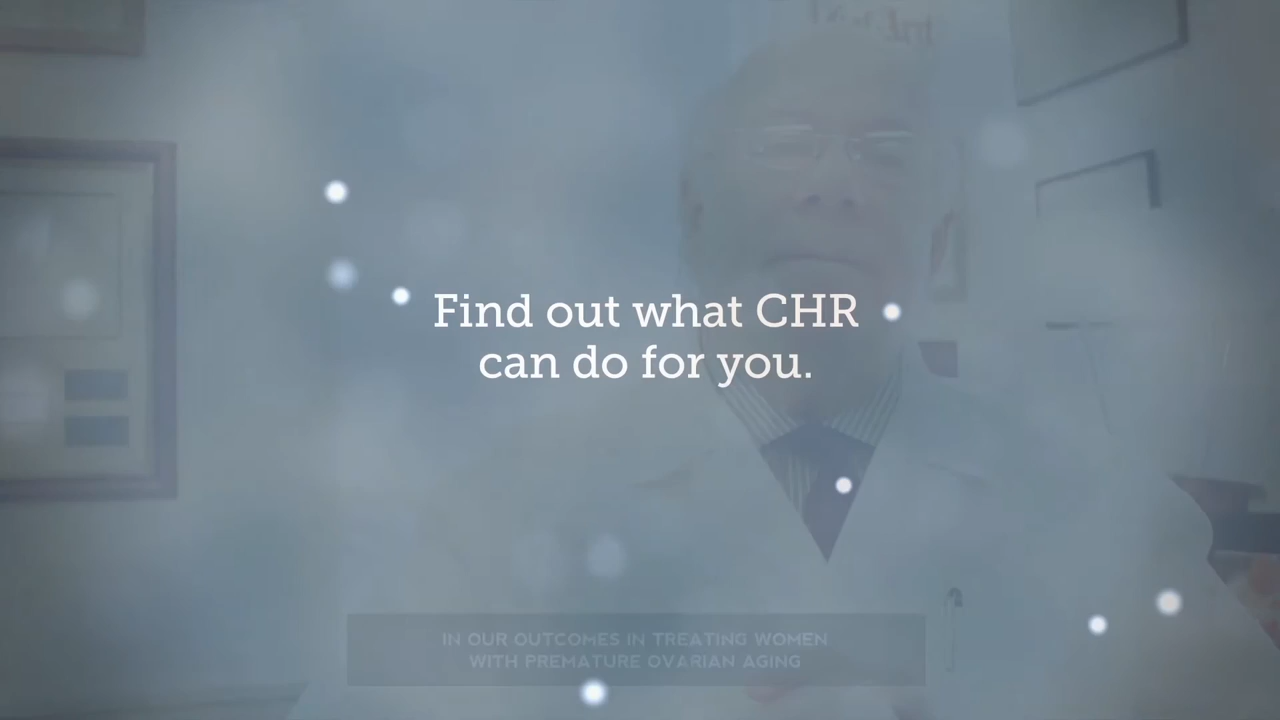 Find out what CHR
can do for you.
IN OUR OUTCOMES IN TREATING WOMEN
WITH PREMATURE OVARIAN AGING